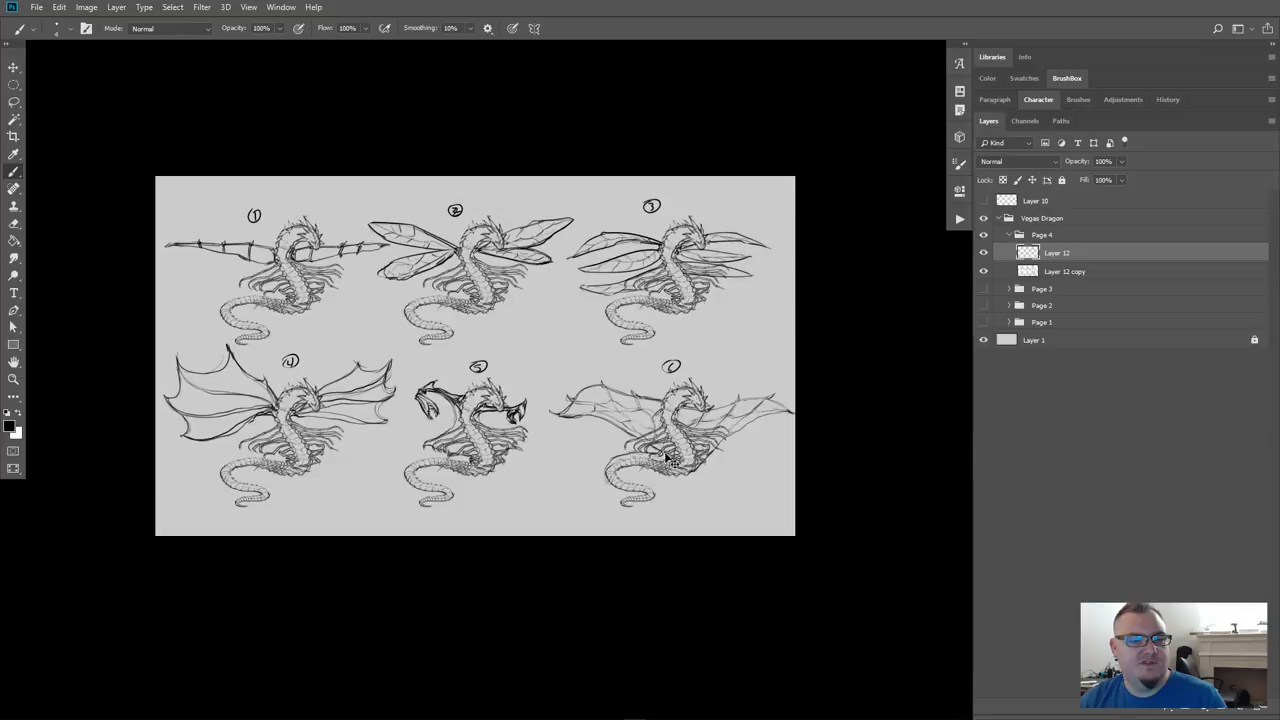 Ps File Edit Image Layer Type Select Filter 3D View Window Help
4 Mode: Normal Opacity: 100% Flow: 100% Smoothing: 10%
Libraries Info
Color Swatches BrushBox
Paragraph Character Brushes Adjustments History
Layers Channels Paths
Kind
Normal Opacity: 100%
Lock: Fill: 100%
Layer 10
Vegas Dragon
Page 4
Layer 12
Layer 12 copy
Page 3
Page 2
Page 1
Layer 1
1 2 3
4 5 6